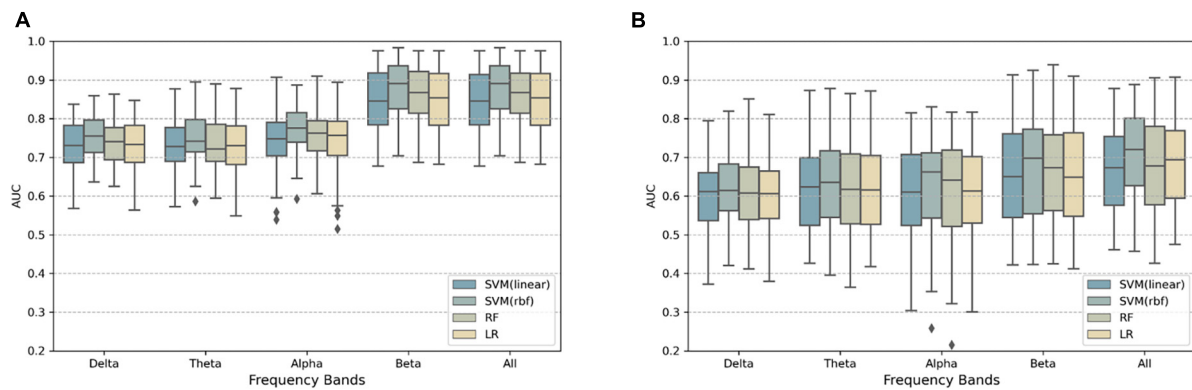 A
AUC
1.0
0.9
0.8
0.7
0.6
0.5
0.4
0.3
0.2
SVM(linear)
SVM(rbf)
RF
LR
Delta Theta Alpha Beta All
Frequency Bands
B
AUC
1.0
0.9
0.8
0.7
0.6
0.5
0.4
0.3
0.2
SVM(linear)
SVM(rbf)
RF
LR
Delta Theta Alpha Beta All
Frequency Bands